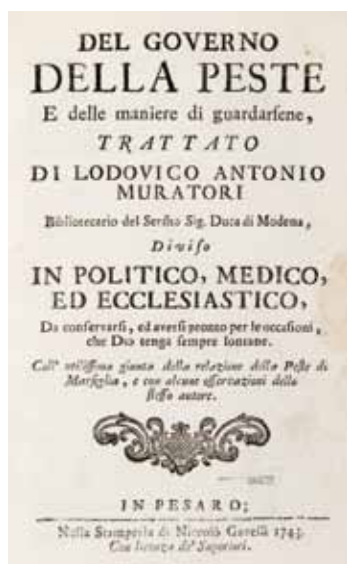 DEL GOVERNO
DELLA PESTE
E delle maniere di guardarsene,
TRATTATO
DI LODOVICO ANTONIO
MURATORI
Bibliotecario del Sereſſmo Sig. Duca di Modena,
Diviſo
IN POLITICO, MEDICO,
ED ECCLESIASTICO,
Da conſervarſi, ed averſi pronto per le occaſioni,
che Dio tenga ſempre lontane.
Coll' utiliſſima giunta della relazione della Peſte di
Marſiglia, e con alcune oſſervazioni dello
ſteſſo autore.
IN PESARO;
Nella Stamperia di Niccolò Gavelli 1743.
Con licenza de' Superiori.